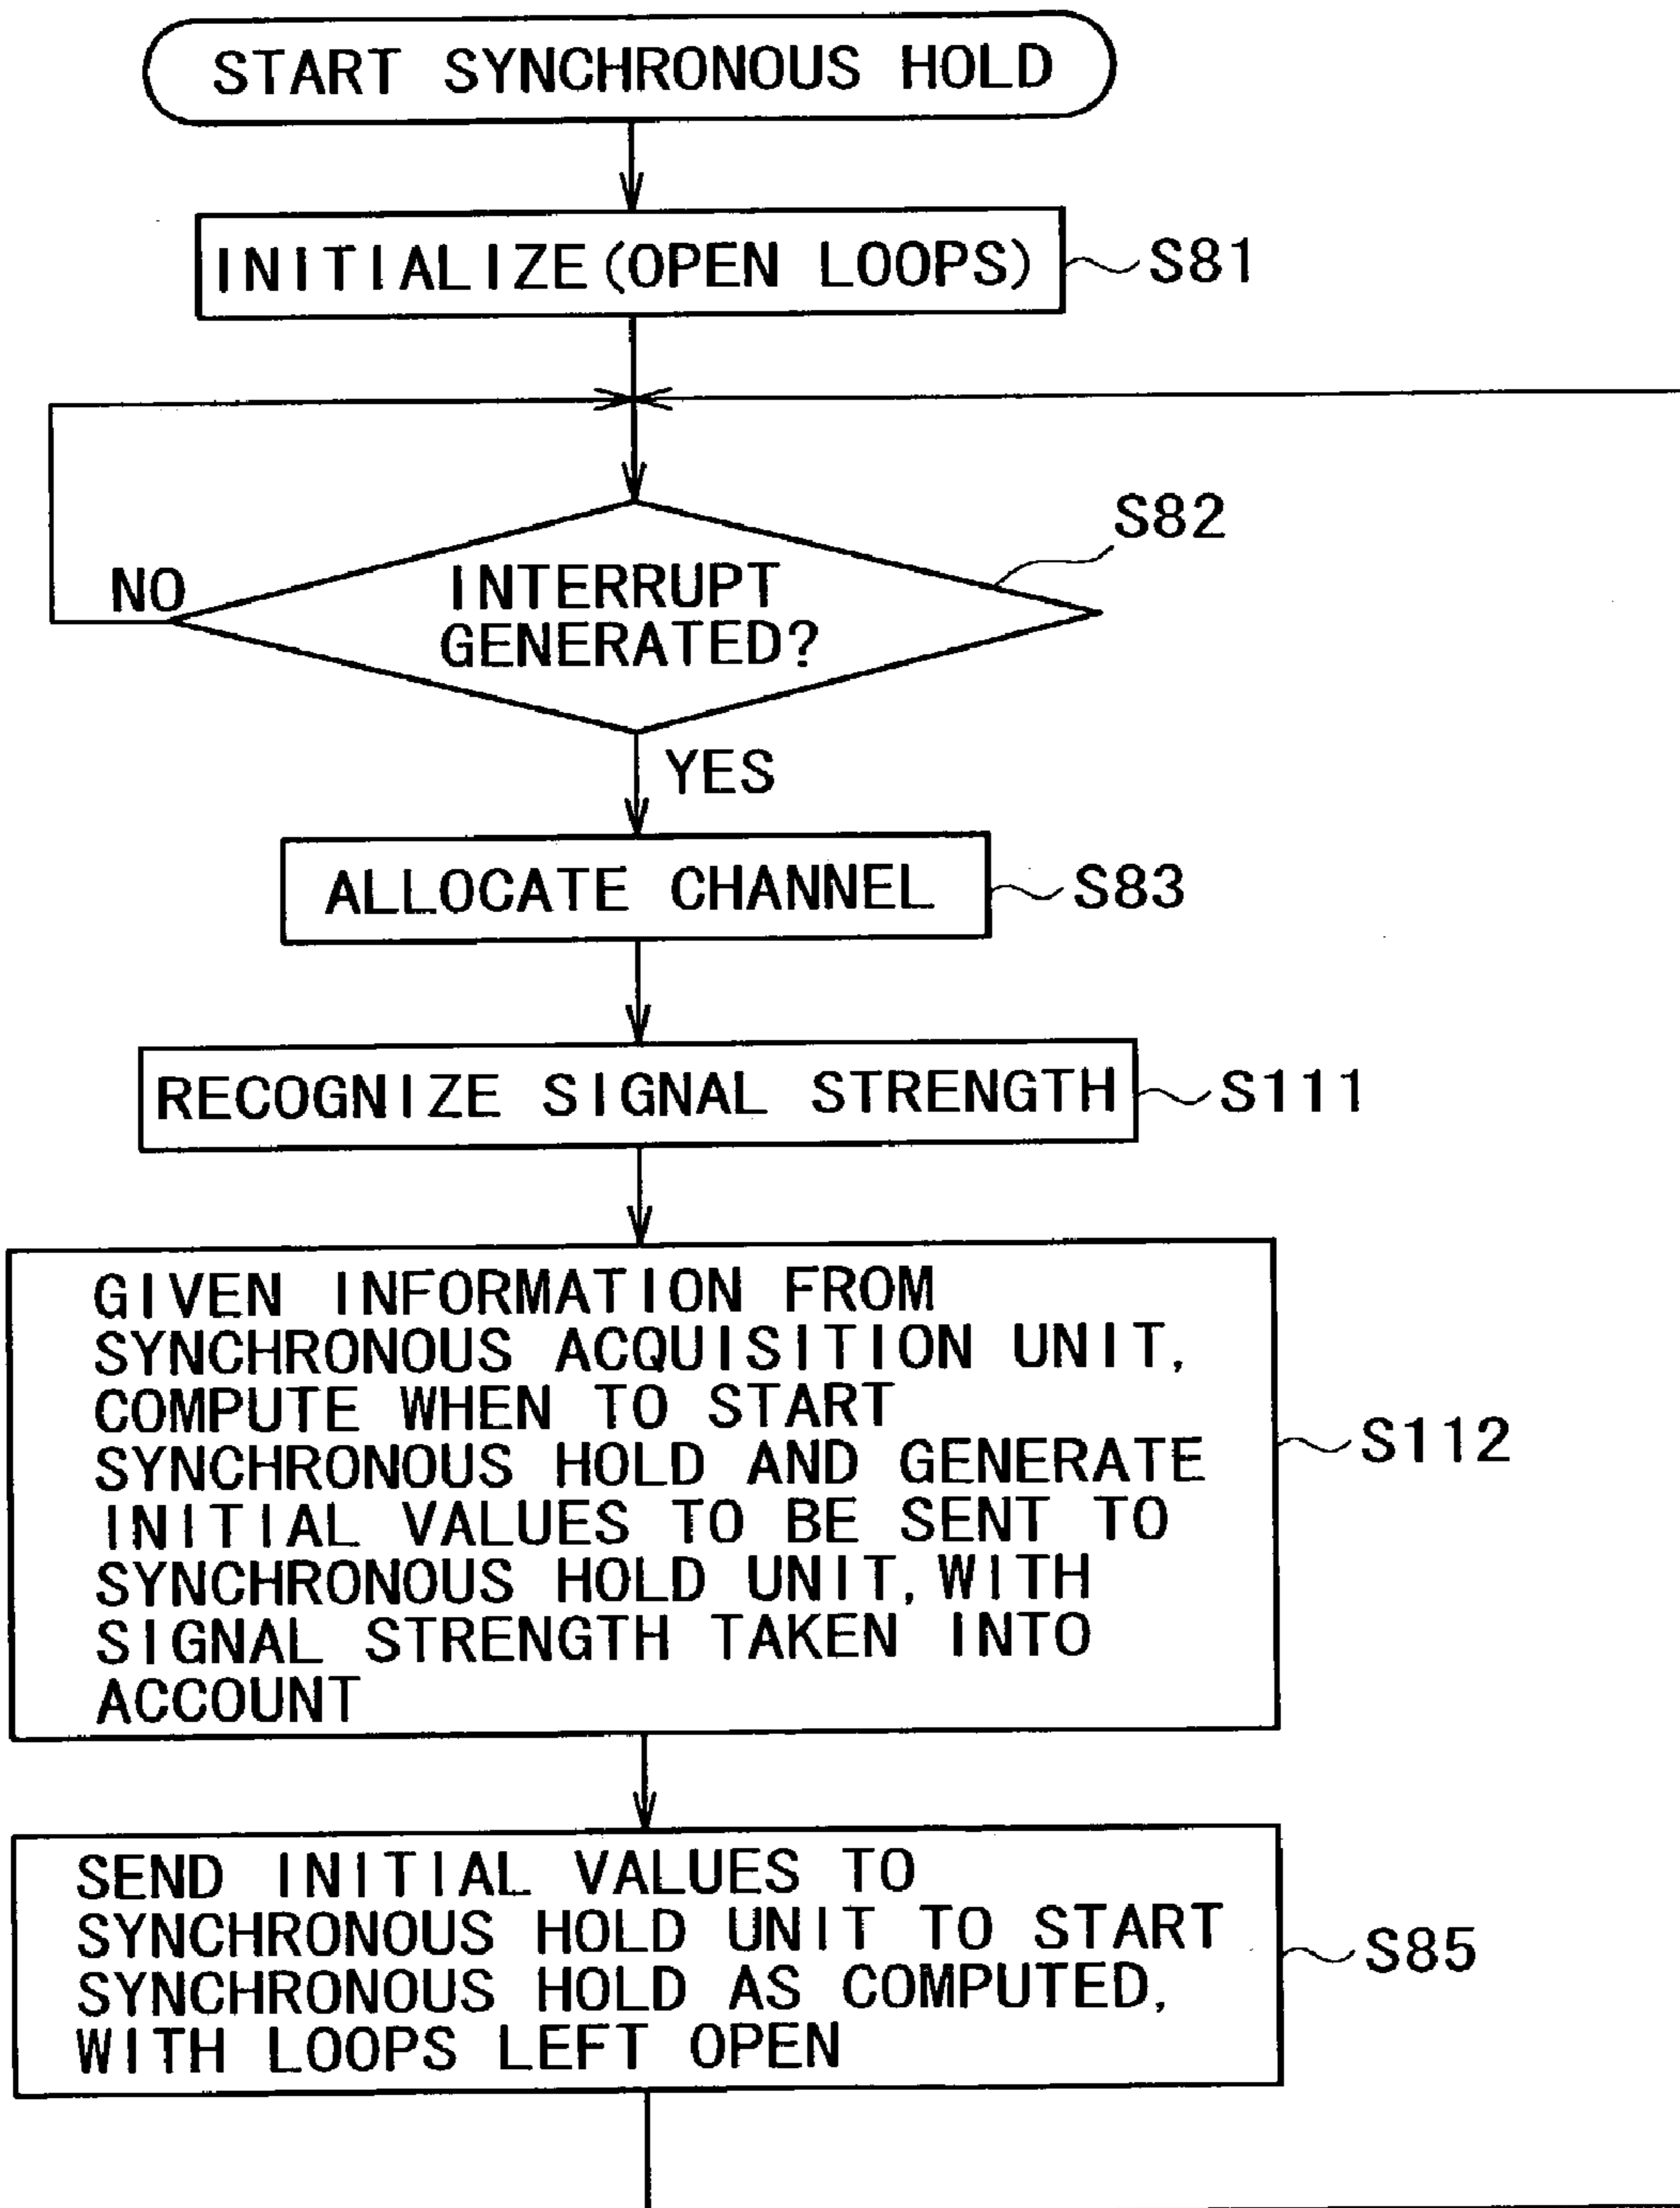 START SYNCHRONOUS HOLD
INITIALIZE(OPEN LOOPS)
S81
S82
NO
INTERRUPT
GENERATED?
YES
ALLOCATE CHANNEL
S83
RECOGNIZE SIGNAL STRENGTH
S111
GIVEN INFORMATION FROM
SYNCHRONOUS ACQUISITION UNIT,
COMPUTE WHEN TO START
SYNCHRONOUS HOLD AND GENERATE
INITIAL VALUES TO BE SENT TO
SYNCHRONOUS HOLD UNIT, WITH
SIGNAL STRENGTH TAKEN INTO
ACCOUNT
S112
SEND INITIAL VALUES TO
SYNCHRONOUS HOLD UNIT TO START
SYNCHRONOUS HOLD AS COMPUTED,
WITH LOOPS LEFT OPEN
S85